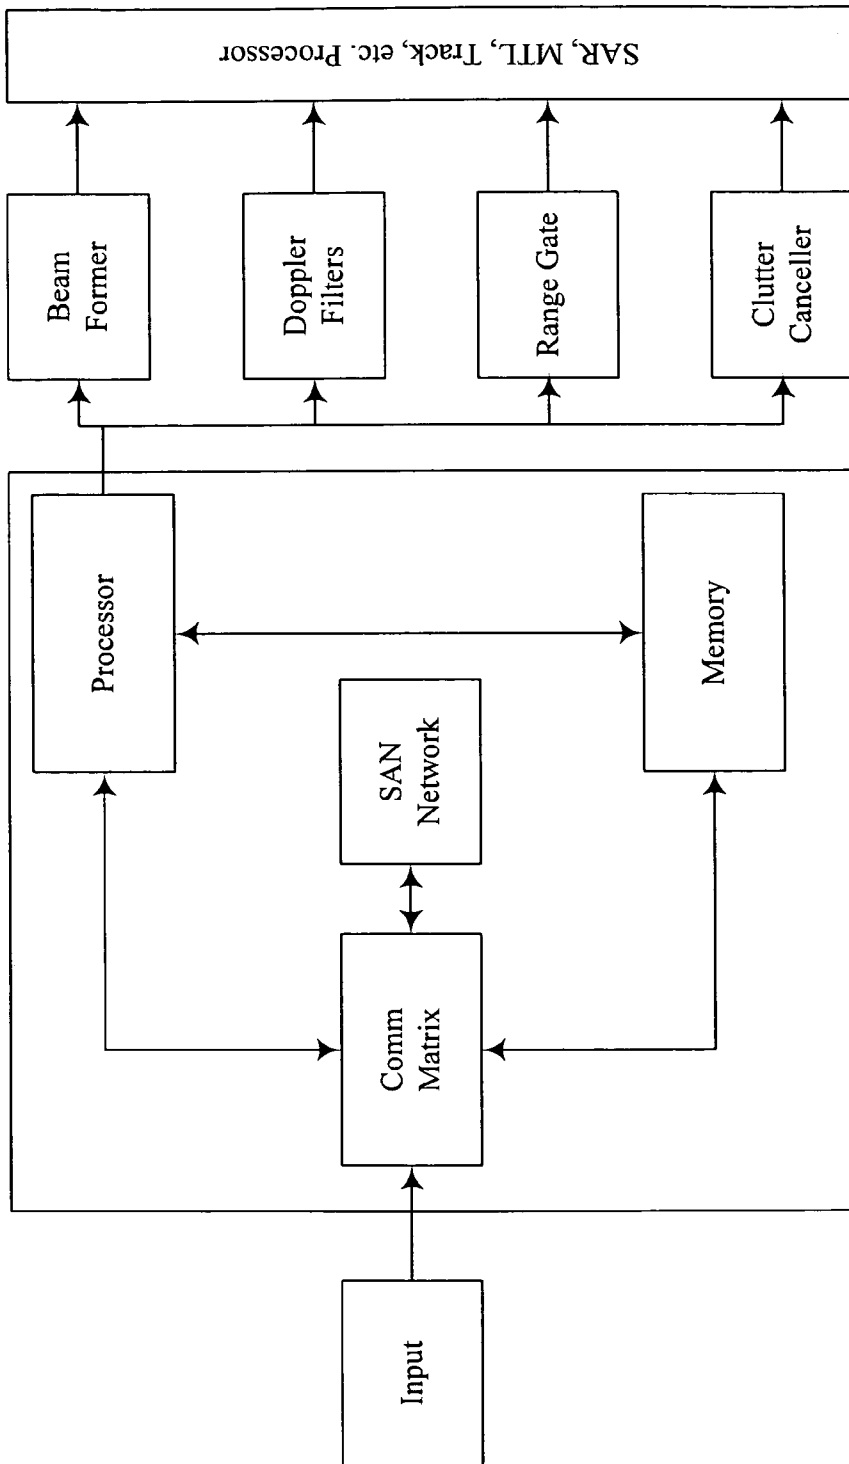 Input
Comm
Matrix
SAN
Network
Processor
Memory
Beam
Former
Doppler
Filters
Range Gate
Clutter
Canceller
SAR, MTL, Track, etc. Processor